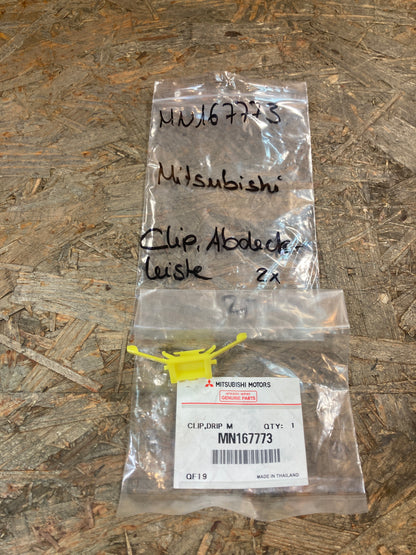 MN167773
Mitsubishi
Clip, Abdeck-
leiste 2x
MITSUBISHI MOTORS
GENUINE PARTS
CLIP,DRIP M QTY: 1
MN167773
QF19 MADE IN THAILAND